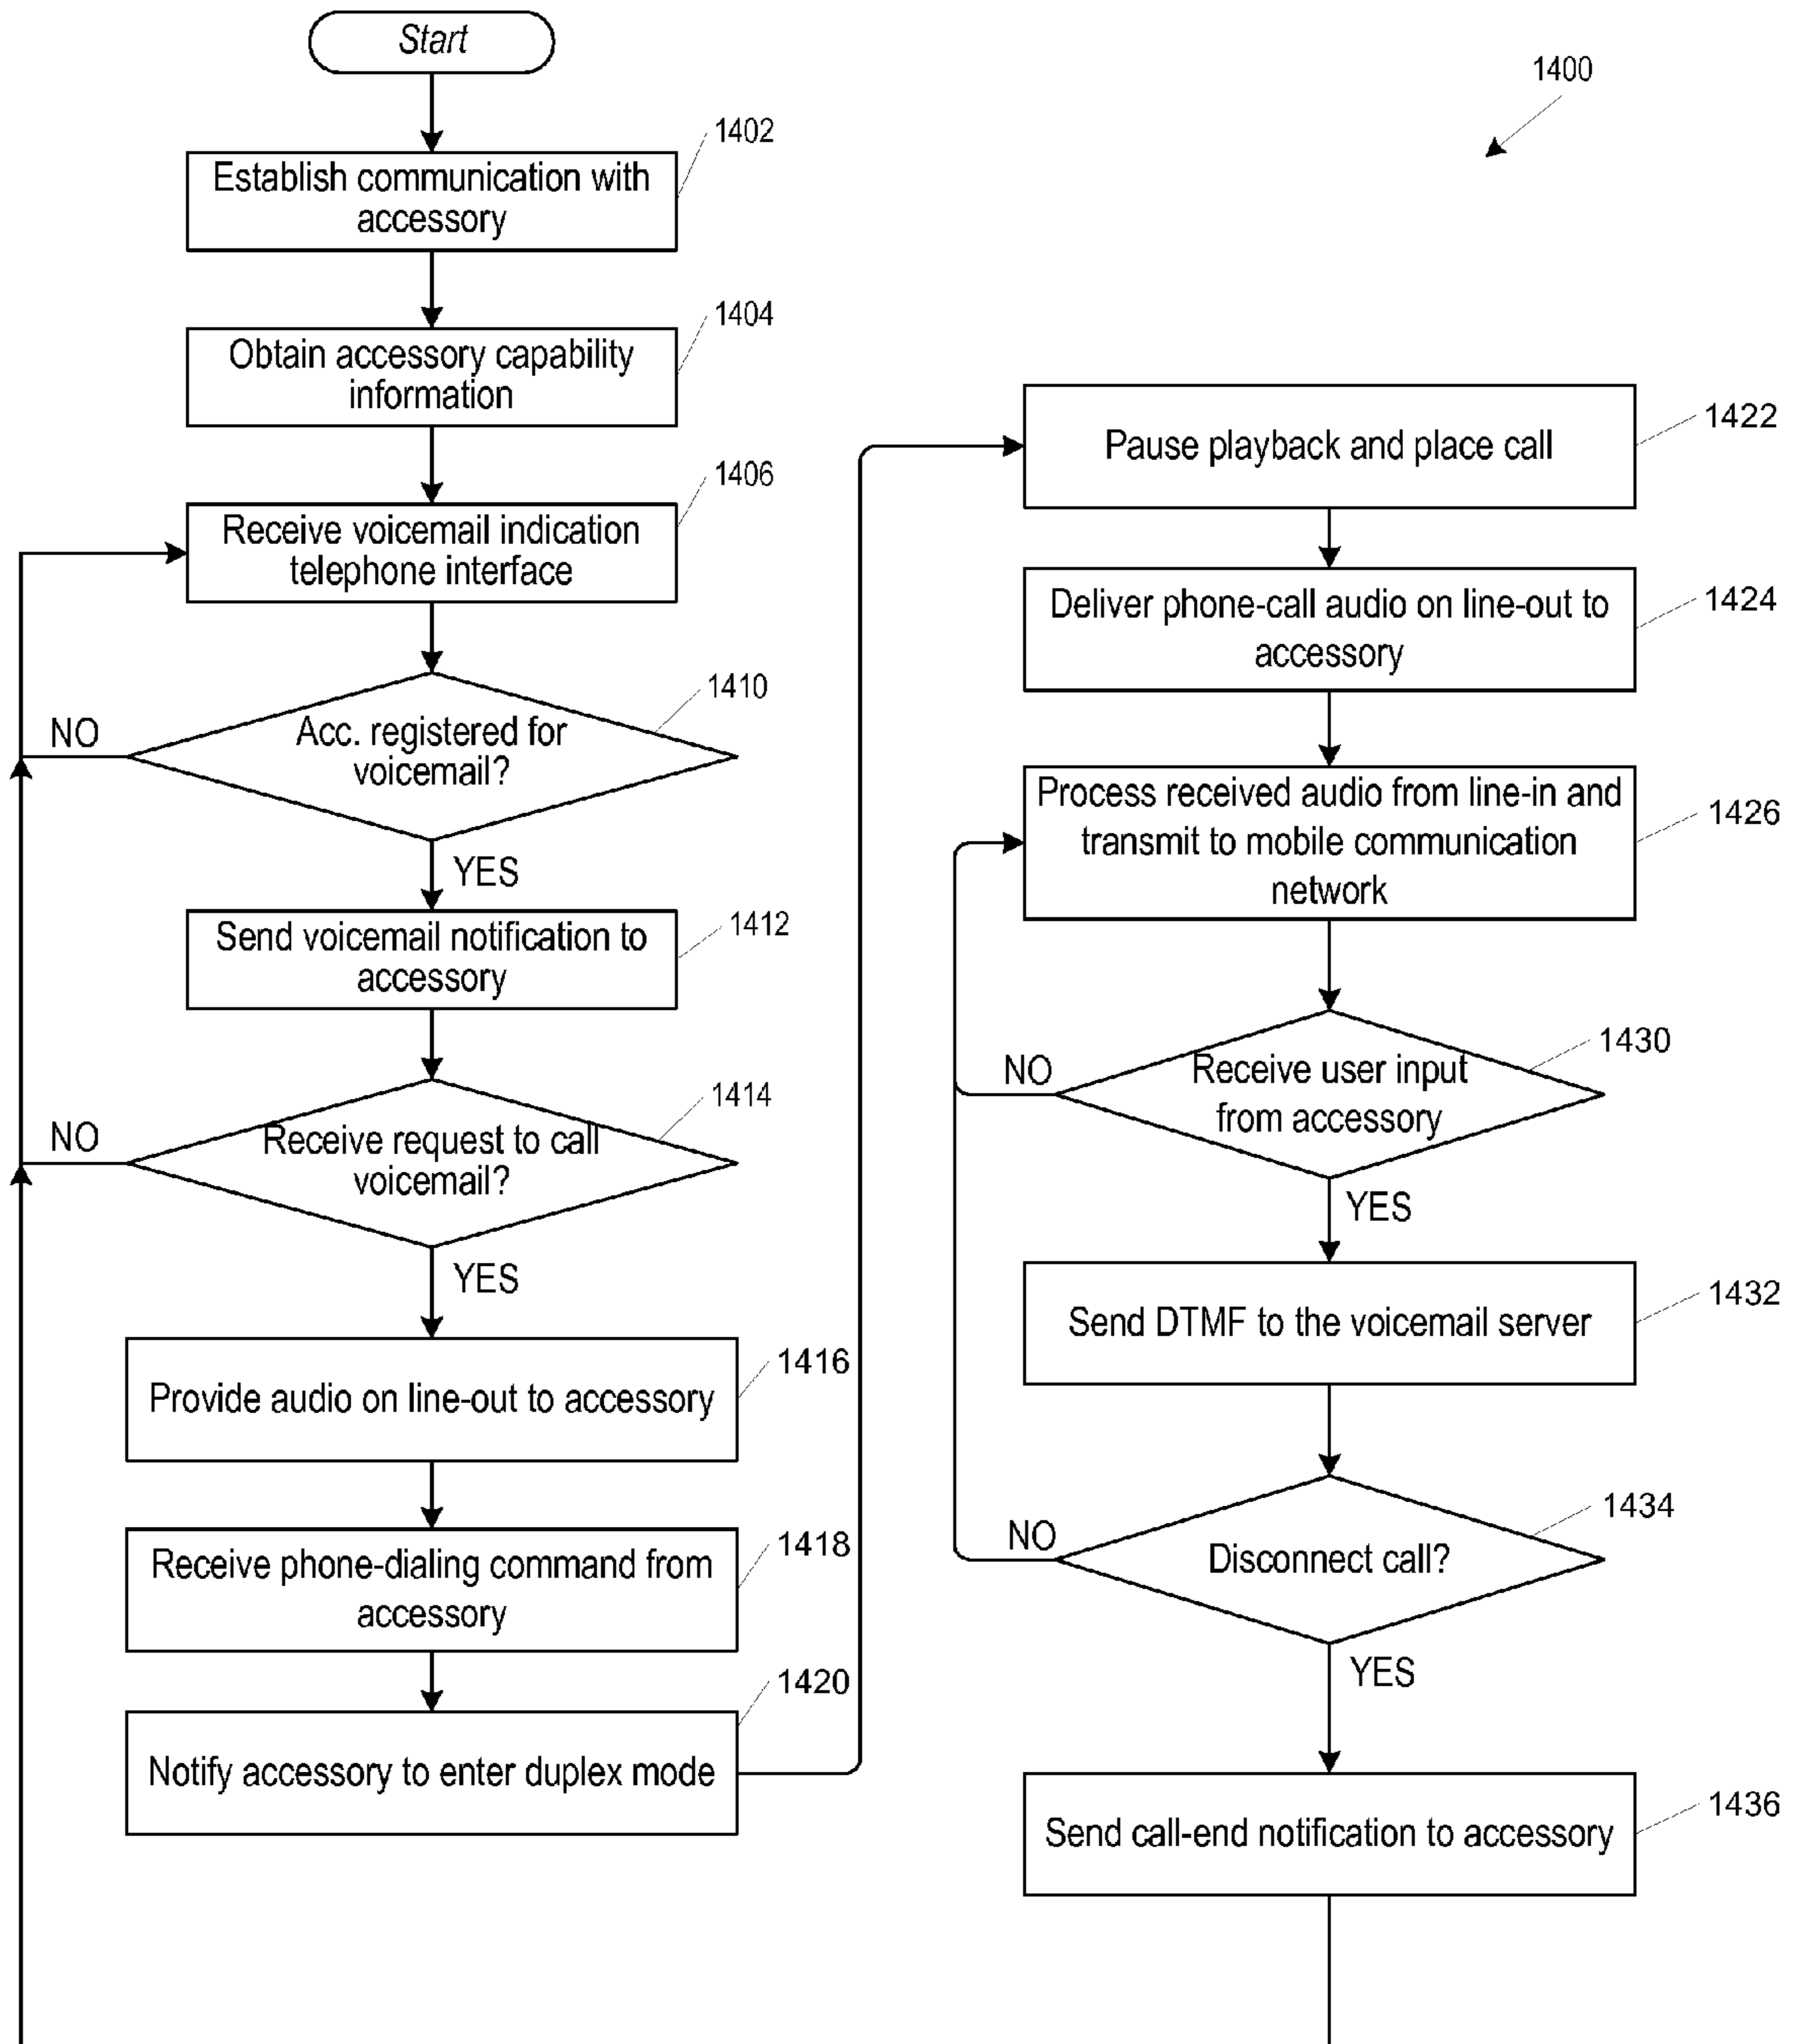 Start
1400
1402
Establish communication with
accessory
1404
Obtain accessory capability
information
1406
Receive voicemail indication
telephone interface
1410
Acc. registered for
voicemail?
NO
YES
1412
Send voicemail notification to
accessory
1414
Receive request to call
voicemail?
NO
YES
1416
Provide audio on line-out to accessory
1418
Receive phone-dialing command from
accessory
1420
Notify accessory to enter duplex mode
1422
Pause playback and place call
1424
Deliver phone-call audio on line-out to
accessory
1426
Process received audio from line-in and
transmit to mobile communication
network
1430
Receive user input
from accessory
NO
YES
1432
Send DTMF to the voicemail server
1434
Disconnect call?
NO
YES
1436
Send call-end notification to accessory